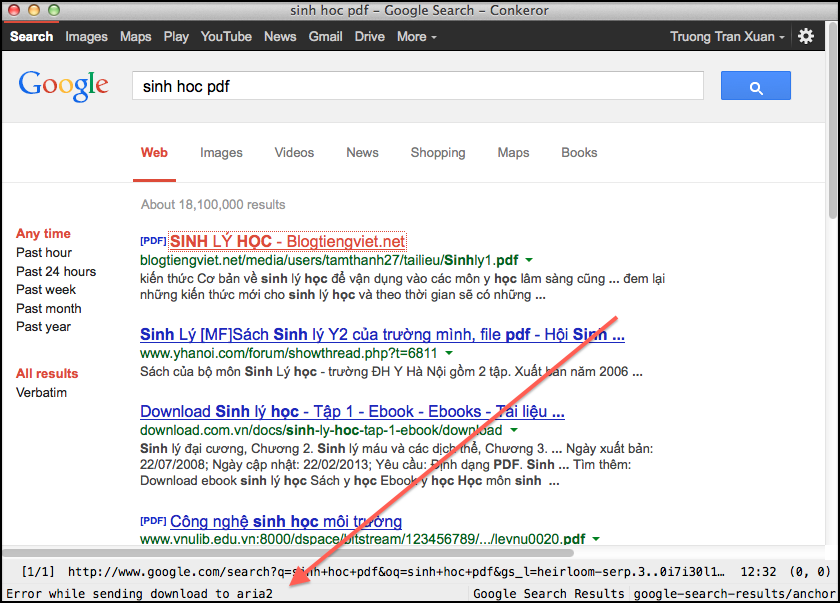 sinh hoc pdf - Google Search - Conkeror
Search Images Maps Play YouTube News Gmail Drive More Truong Tran Xuan
Google sinh hoc pdf
Web Images Videos News Shopping Maps Books
About 18,100,000 results
Any time
Past hour
Past 24 hours
Past week
Past month
Past year
All results
Verbatim
[PDF] SINH LÝ HỌC - Blogtiengviet.net
blogtiengviet.net/media/users/tamthanh27/tailieu/Sinhly1.pdf
kiến thức Cơ bản về sinh lý học để vận dụng vào các môn y học lâm sàng cũng ... đem lại
những kiến thức mới cho sinh lý học và theo thời gian sẽ có những ...
Sinh Lý [MF]Sách Sinh lý Y2 của trường mình, file pdf - Hội Sinh ...
www.yhanoi.com/forum/showthread.php?t=6811
Sách của bộ môn Sinh Lý học - trường ĐH Y Hà Nội gồm 2 tập. Xuất bản năm 2006 ...
Download Sinh lý học - Tập 1 - Ebook - Ebooks - Tài liệu ...
download.com.vn/docs/sinh-ly-hoc-tap-1-ebook/download
Sinh lý đại cương, Chương 2. Sinh lý máu và các dịch thể, Chương 3. ... Ngày xuất bản:
22/07/2008; Ngày cập nhật: 22/02/2013; Yêu cầu: Định dạng PDF. Sinh ... Tìm thêm:
Download ebook sinh lý học Sách y học Ebook y học Học môn sinh ...
[PDF] Công nghệ sinh học môi trường
www.vnulib.edu.vn:8000/dspace/bitstream/123456789/.../levnu0020.pdf
[1/1] http://www.google.com/search?q=sinh+hoc+pdf&oq=sinh+hoc+pdf&gs_l=heirloom-serp.3..0i7i30l1… 12:32 (0, 0)
Error while sending download to aria2 Google Search Results google-search-results/anchor